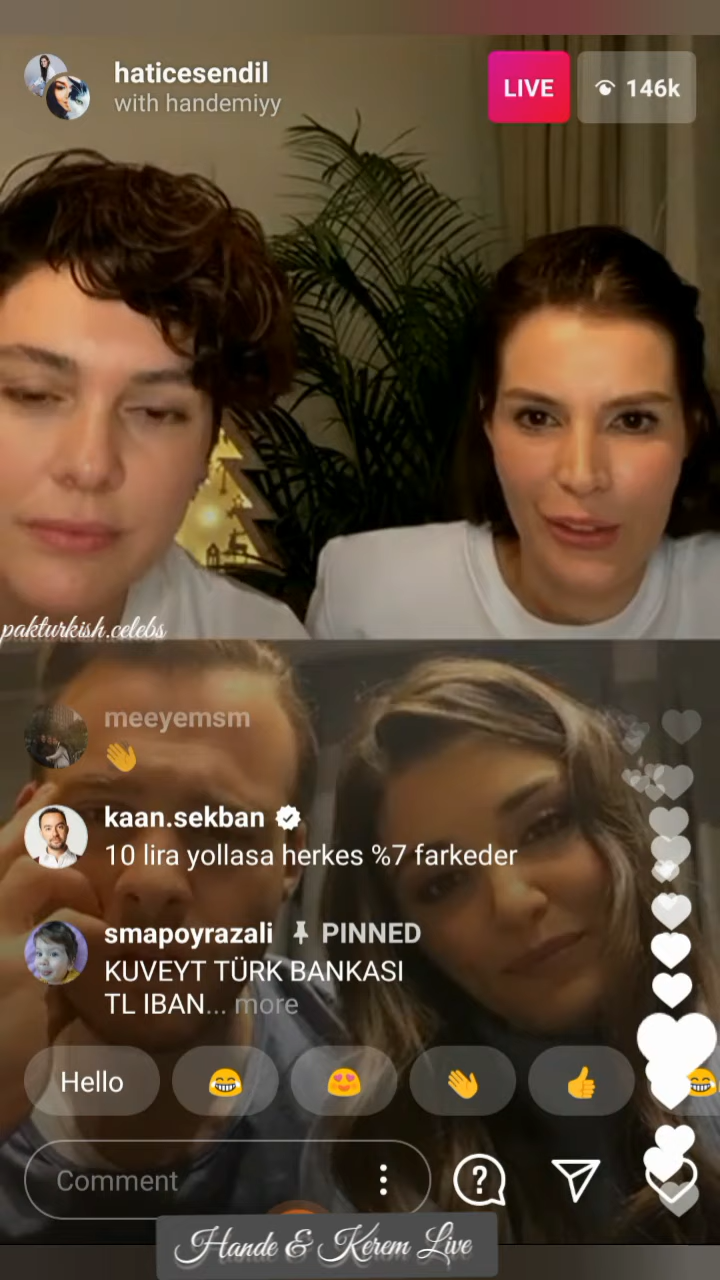 haticesendil
with handemiyy
LIVE
146k
pakturkish.celebs
meeyemsm
👋
kaan.sekban
10 lira yollasa herkes %7 farkeder
smapoyrazali PINNED
KUVEYT TÜRK BANKASI
TL IBAN... more
Hello 😂 😍 👋 👍 😂
Comment
Hande & Kerem Live